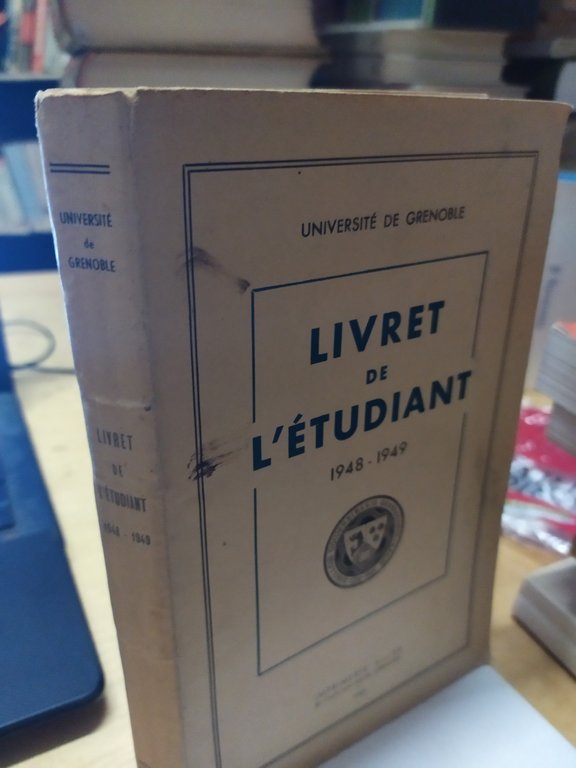 UNIVERSITÉ
de
GRENOBLE
LIVRET
DE
L'ÉTUDIANT
1948 - 1949
UNIVERSITÉ DE GRENOBLE
LIVRET
DE
L'ÉTUDIANT
1948 - 1949